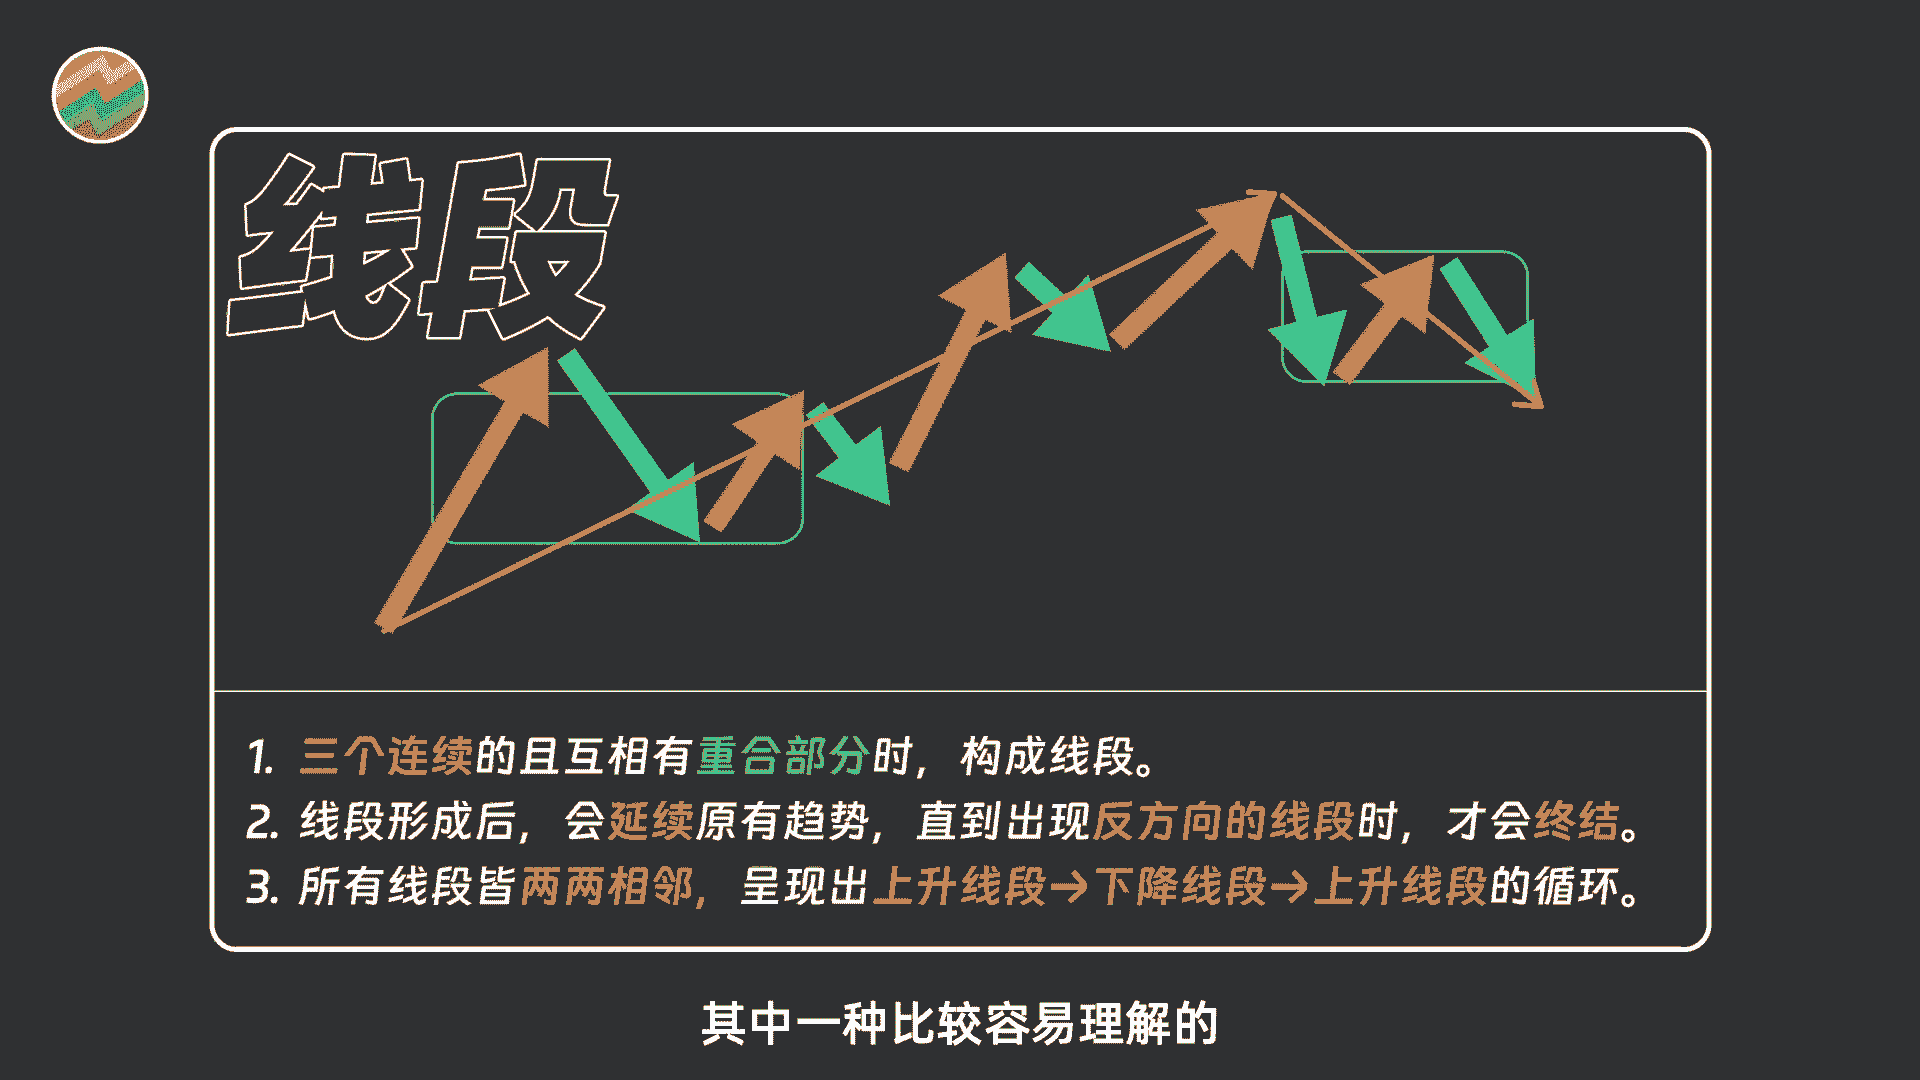 线段
1. 三个连续的且互相有重合部分时，构成线段。
2. 线段形成后，会延续原有趋势，直到出现反方向的线段时，才会终结。
3. 所有线段皆两两相邻，呈现出上升线段→下降线段→上升线段的循环。
其中一种比较容易理解的